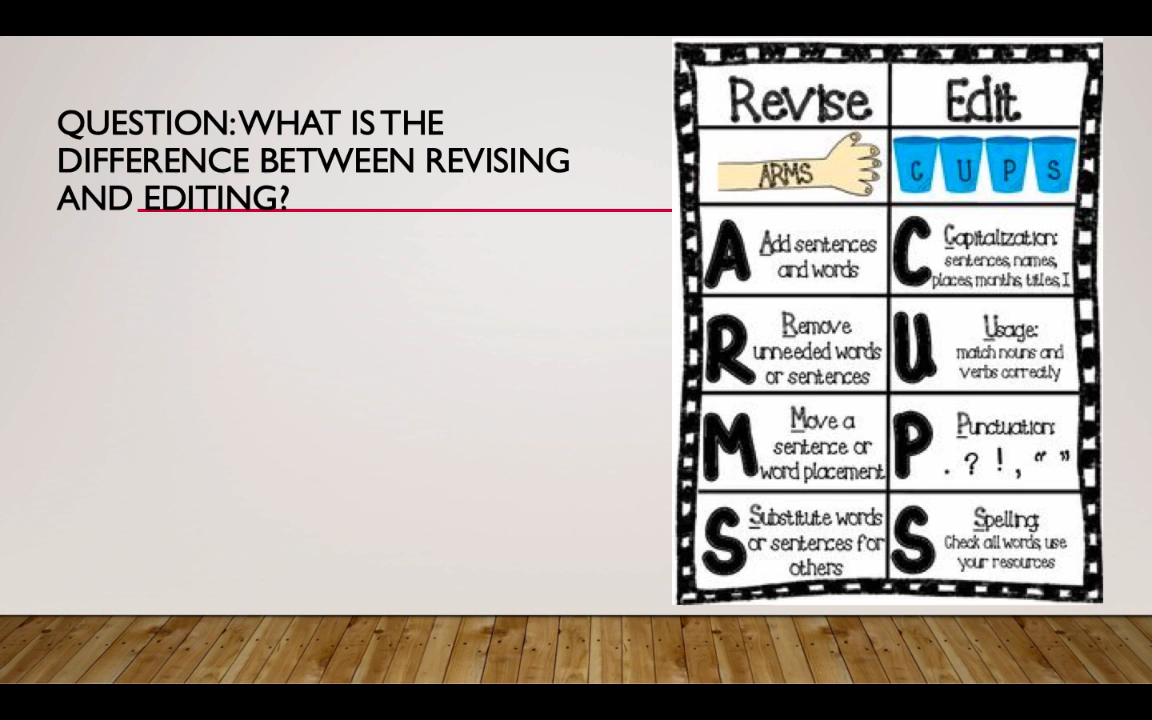 QUESTION: WHAT IS THE
DIFFERENCE BETWEEN REVISING
AND EDITING?
Revise
Edit
ARMS
C U P S
A
Add sentences
and words
C
Capitalization:
sentences, names,
places, months, titles, I
R
Remove
unneeded words
or sentences
U
Usage:
match nouns and
verbs correctly
M
Move a
sentence or
word placement
P
Punctuation:
. ? ! , “ ”
S
Substitute words
or sentences for
others
S
Spelling:
Check all words, use
your resources